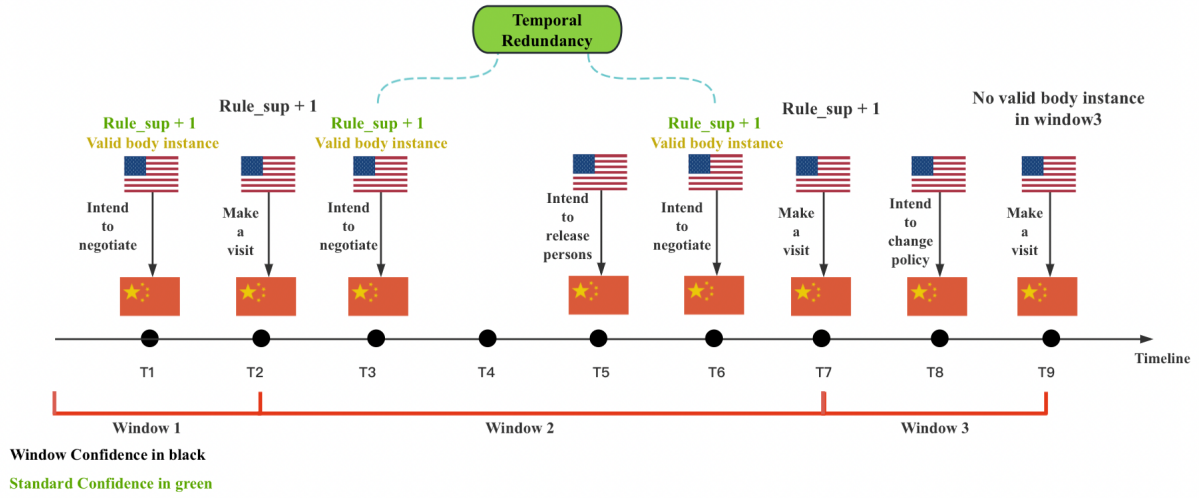 Temporal
Redundancy
Rule_sup + 1
Valid body instance
Rule_sup + 1
Rule_sup + 1
Valid body instance
Rule_sup + 1
Valid body instance
Rule_sup + 1
No valid body instance
in window3
Intend
to
negotiate
Make
a
visit
Intend
to
negotiate
Intend
to
release
persons
Intend
to
negotiate
Make
a
visit
Intend
to
change
policy
Make
a
visit
T1
T2
T3
T4
T5
T6
T7
T8
T9
Timeline
Window 1
Window 2
Window 3
Window Confidence in black
Standard Confidence in green